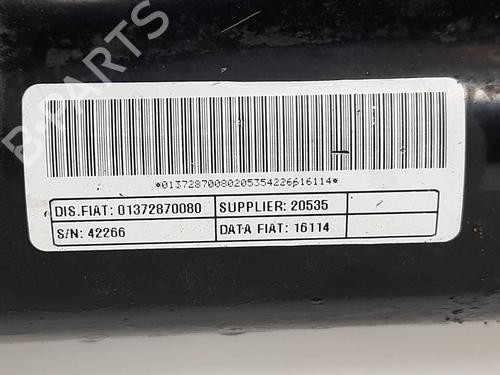 B-PARTS
*01372870080205354226616114*
DIS.FIAT: 01372870080 SUPPLIER: 20535
S/N: 42266 DATA FIAT: 16114